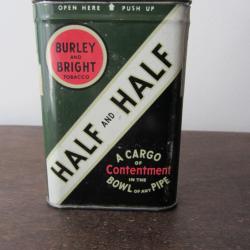 OPEN HERE PUSH UP
BURLEY
AND
BRIGHT
TOBACCO
HALF AND HALF
A CARGO
OF
Contentment
IN THE
BOWL OF ANY PIPE